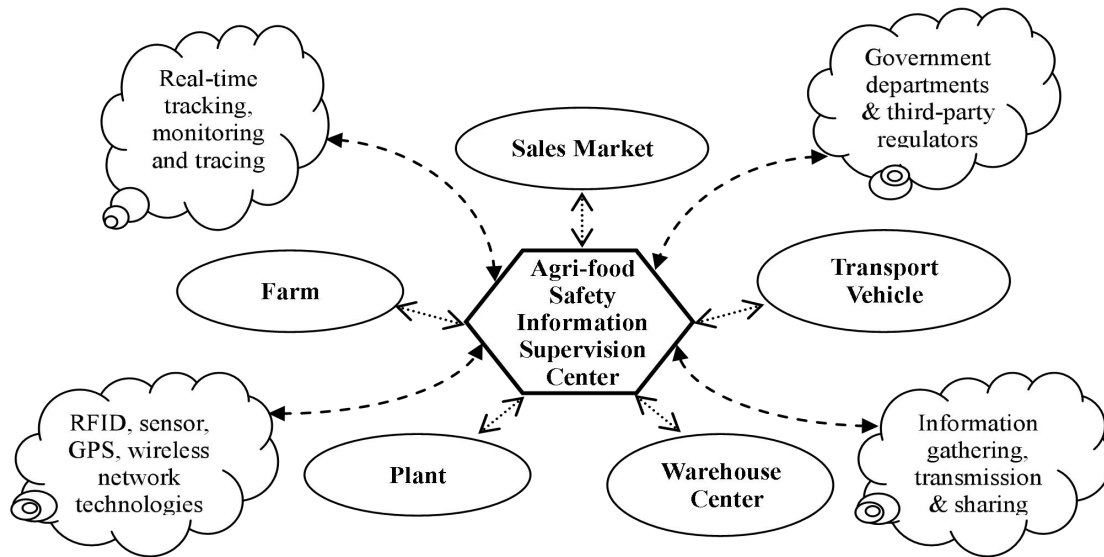 Real-time
tracking,
monitoring
and tracing
Government
departments
& third-party
regulators
Sales Market
Farm
Agri-food
Safety
Information
Supervision
Center
Transport
Vehicle
RFID, sensor,
GPS, wireless
network
technologies
Plant
Warehouse
Center
Information
gathering,
transmission
& sharing